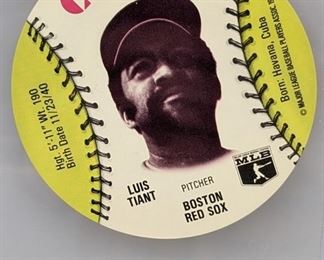 Hgt. 5'-11" Wt. 190
Birth Date 11/23/40
LUIS
TIANT
PITCHER
BOSTON
RED SOX
MLB
Born: Havana, Cuba
© MAJOR LEAGUE BASEBALL PLAYERS ASSOC.